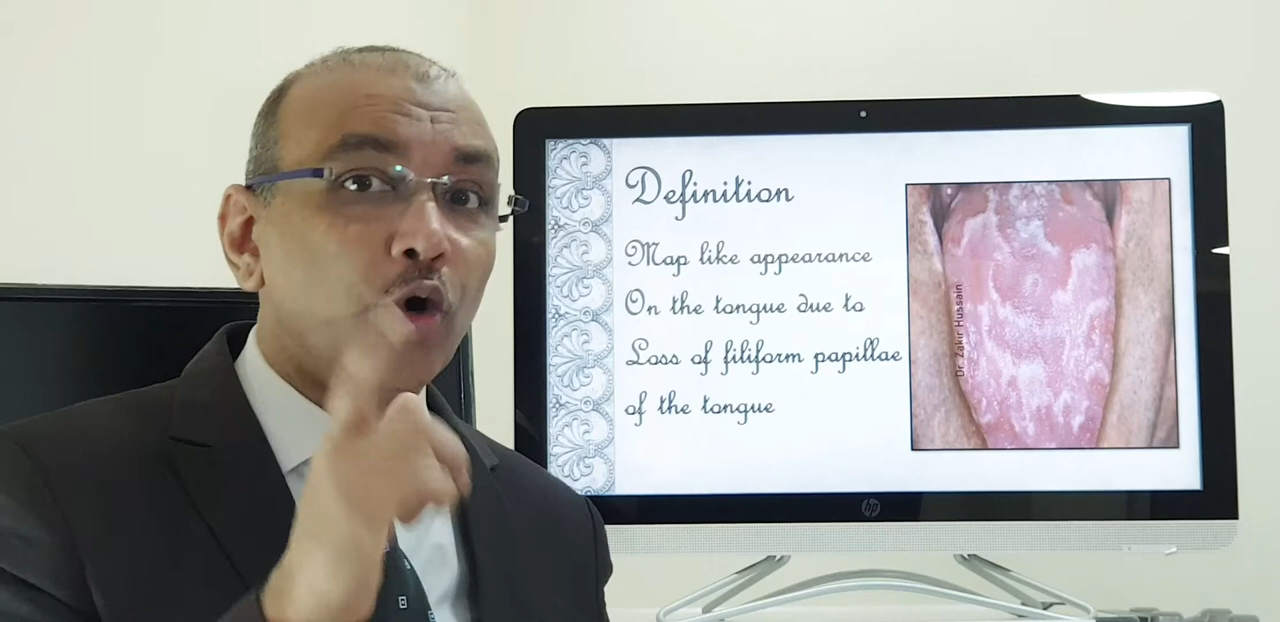 Definition
Map like appearance
On the tongue due to
Loss of filiform papillae
of the tongue
Dr. Zakir Hussain
hp